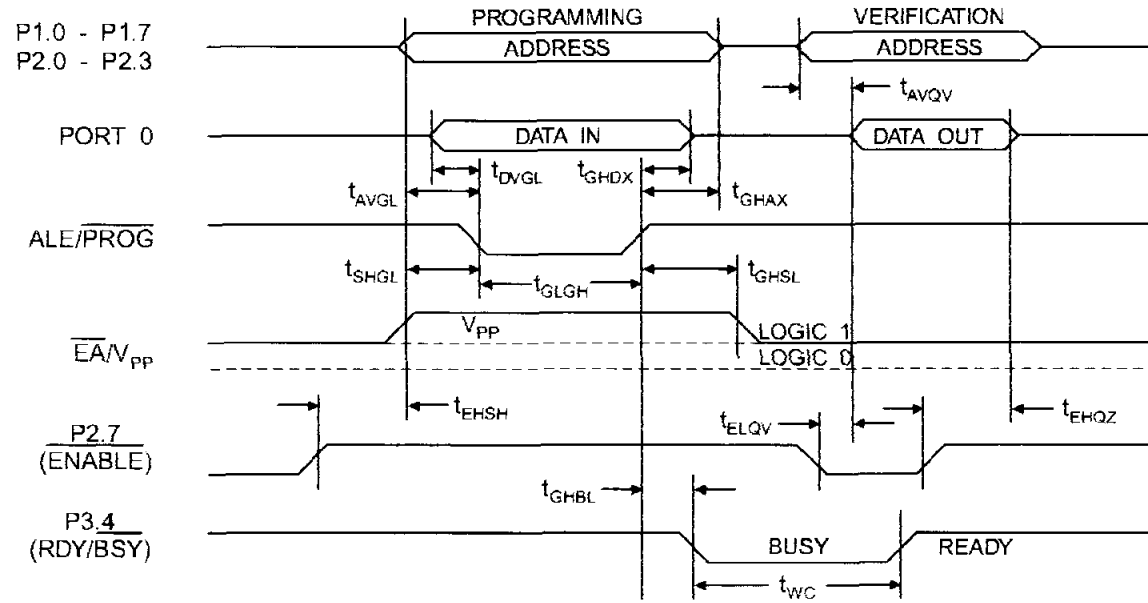 PROGRAMMING
VERIFICATION
P1.0 - P1.7
P2.0 - P2.3
ADDRESS
ADDRESS
tAVQV
PORT 0
DATA IN
DATA OUT
tDVGL
tGHDX
tAVGL
tGHAX
ALE/PROG
tSHGL
tGLGH
tGHSL
VPP
LOGIC 1
EA/VPP
LOGIC 0
tEHSH
tELQV
tEHQZ
P2.7
(ENABLE)
tGHBL
P3.4
(RDY/BSY)
BUSY
READY
tWC